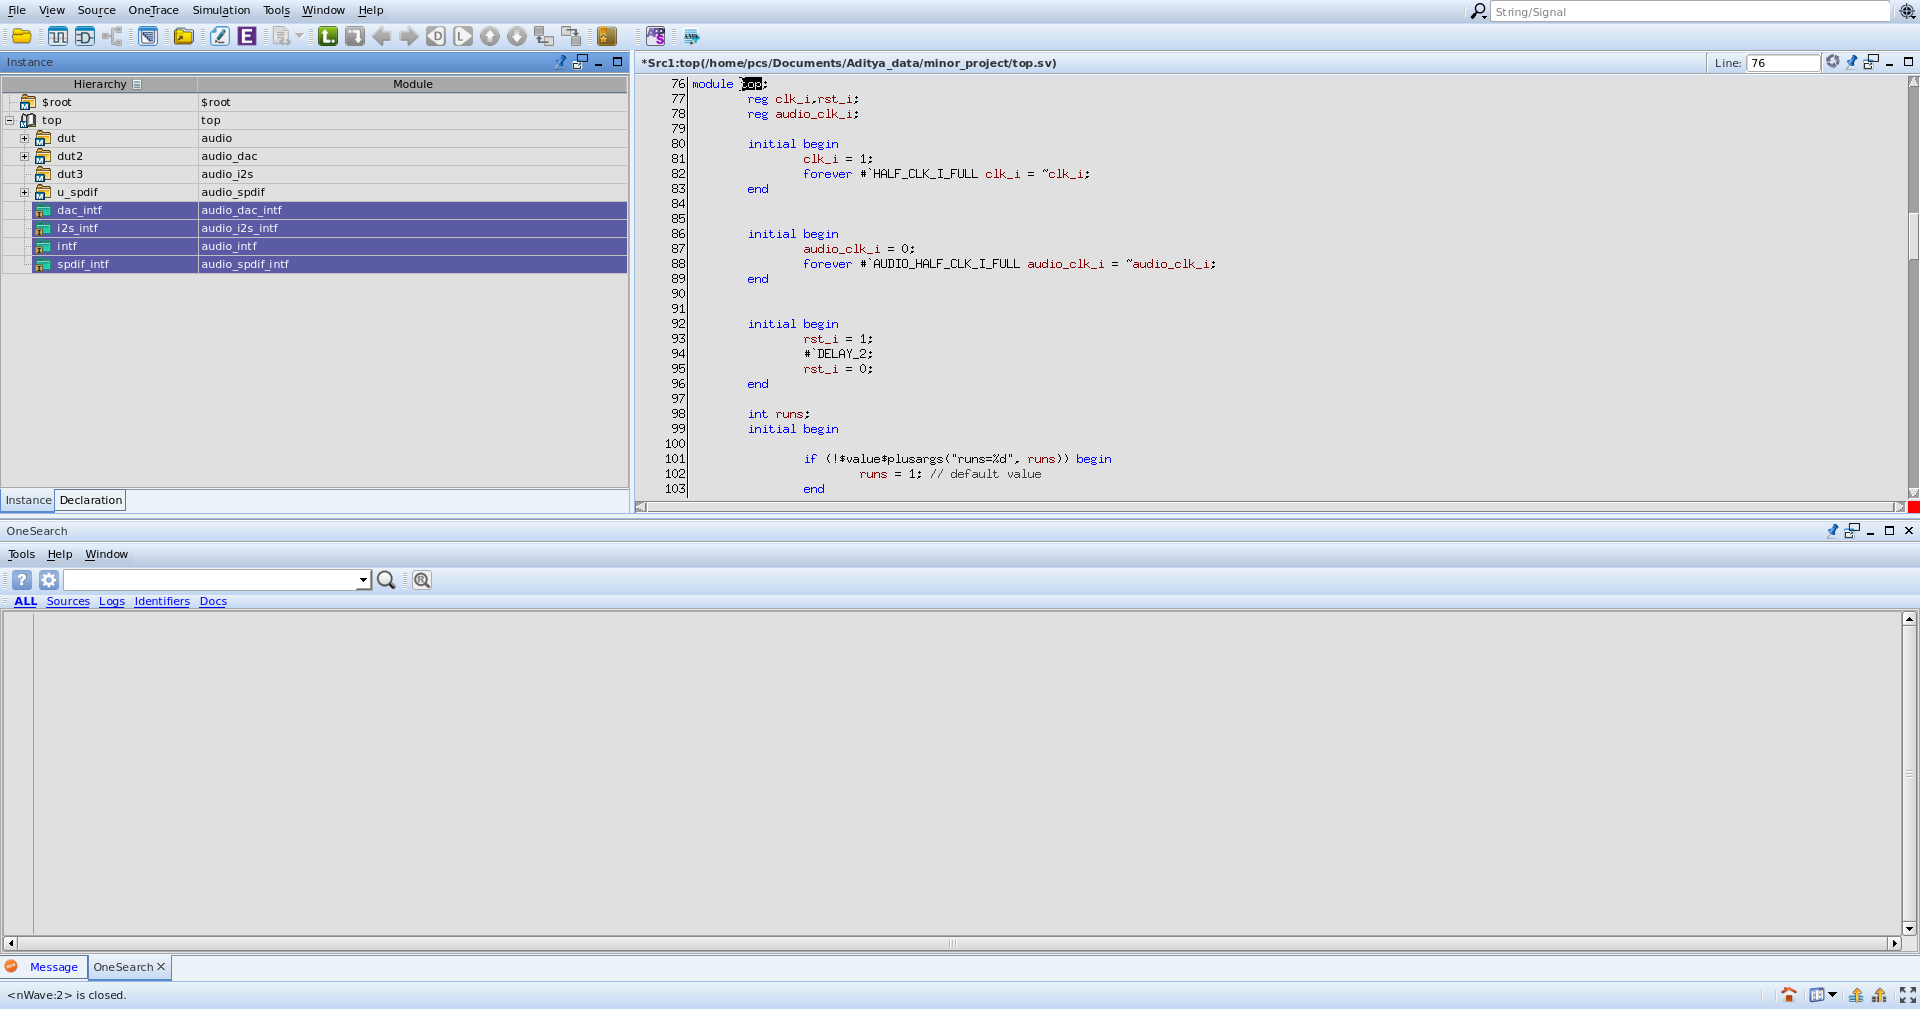 File View Source OneTrace Simulation Tools Window Help
String/Signal
Instance
Hierarchy Module
$root $root
top top
dut audio
dut2 audio_dac
dut3 audio_i2s
u_spdif audio_spdif
dac_intf audio_dac_intf
i2s_intf audio_i2s_intf
intf audio_intf
spdif_intf audio_spdif_intf
Instance Declaration
*Src1:top(/home/pcs/Documents/Aditya_data/minor_project/top.sv)
Line: 76
76 module top;
77 reg clk_i,rst_i;
78 reg audio_clk_i;
79
80 initial begin
81 clk_i = 1;
82 forever #`HALF_CLK_I_FULL clk_i = ~clk_i;
83 end
84
85
86 initial begin
87 audio_clk_i = 0;
88 forever #`AUDIO_HALF_CLK_I_FULL audio_clk_i = ~audio_clk_i;
89 end
90
91
92 initial begin
93 rst_i = 1;
94 #`DELAY_2;
95 rst_i = 0;
96 end
97
98 int runs;
99 initial begin
100
101 if (!$value$plusargs("runs=%d", runs)) begin
102 runs = 1; // default value
103 end
OneSearch
Tools Help Window
ALL Sources Logs Identifiers Docs
Message OneSearch
<nWave:2> is closed.